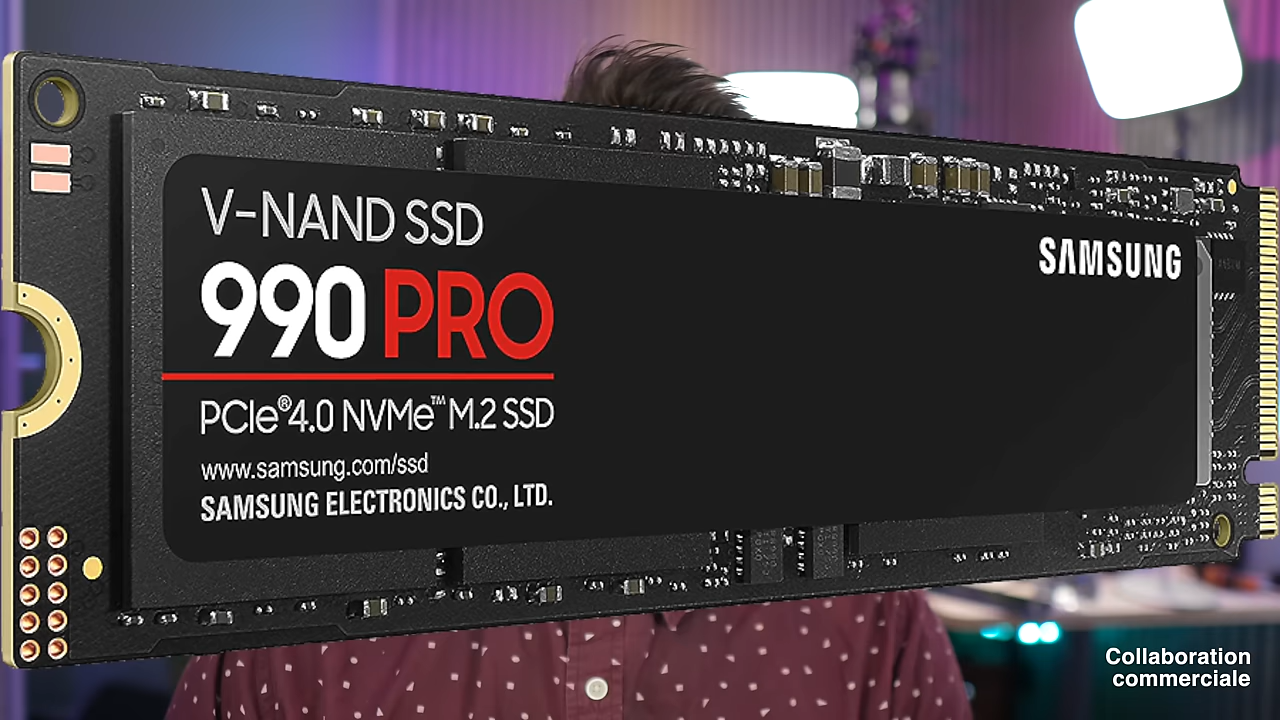 V-NAND SSD
SAMSUNG
990 PRO
PCIe®4.0 NVMe™ M.2 SSD
www.samsung.com/ssd
SAMSUNG ELECTRONICS CO., LTD.
Collaboration
commerciale